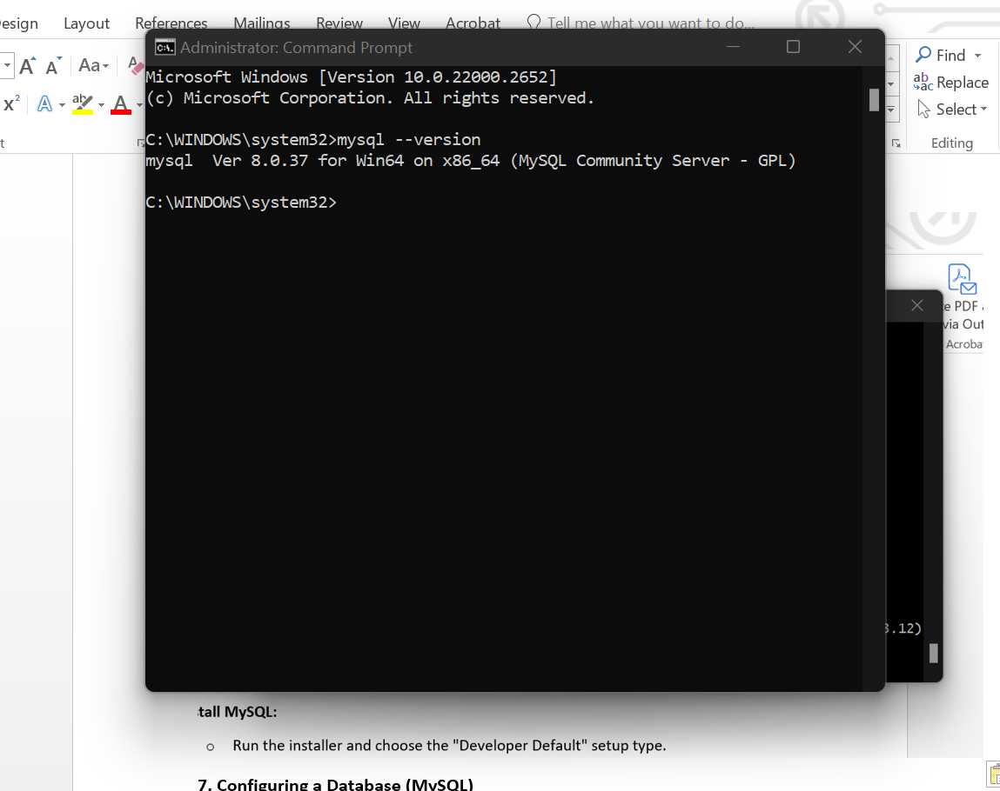 esign Layout References Mailings Review View Acrobat Tell me what you want to do...
A A Aa A
x² A ab A
Find
Replace
Select
Editing
t
Administrator: Command Prompt
Microsoft Windows [Version 10.0.22000.2652]
(c) Microsoft Corporation. All rights reserved.
C:\WINDOWS\system32>mysql --version
mysql  Ver 8.0.37 for Win64 on x86_64 (MySQL Community Server - GPL)
C:\WINDOWS\system32>
e PDF
via Out
Acroba
3.12)
tall MySQL:
o Run the installer and choose the "Developer Default" setup type.
7. Configuring a Database (MySQL)